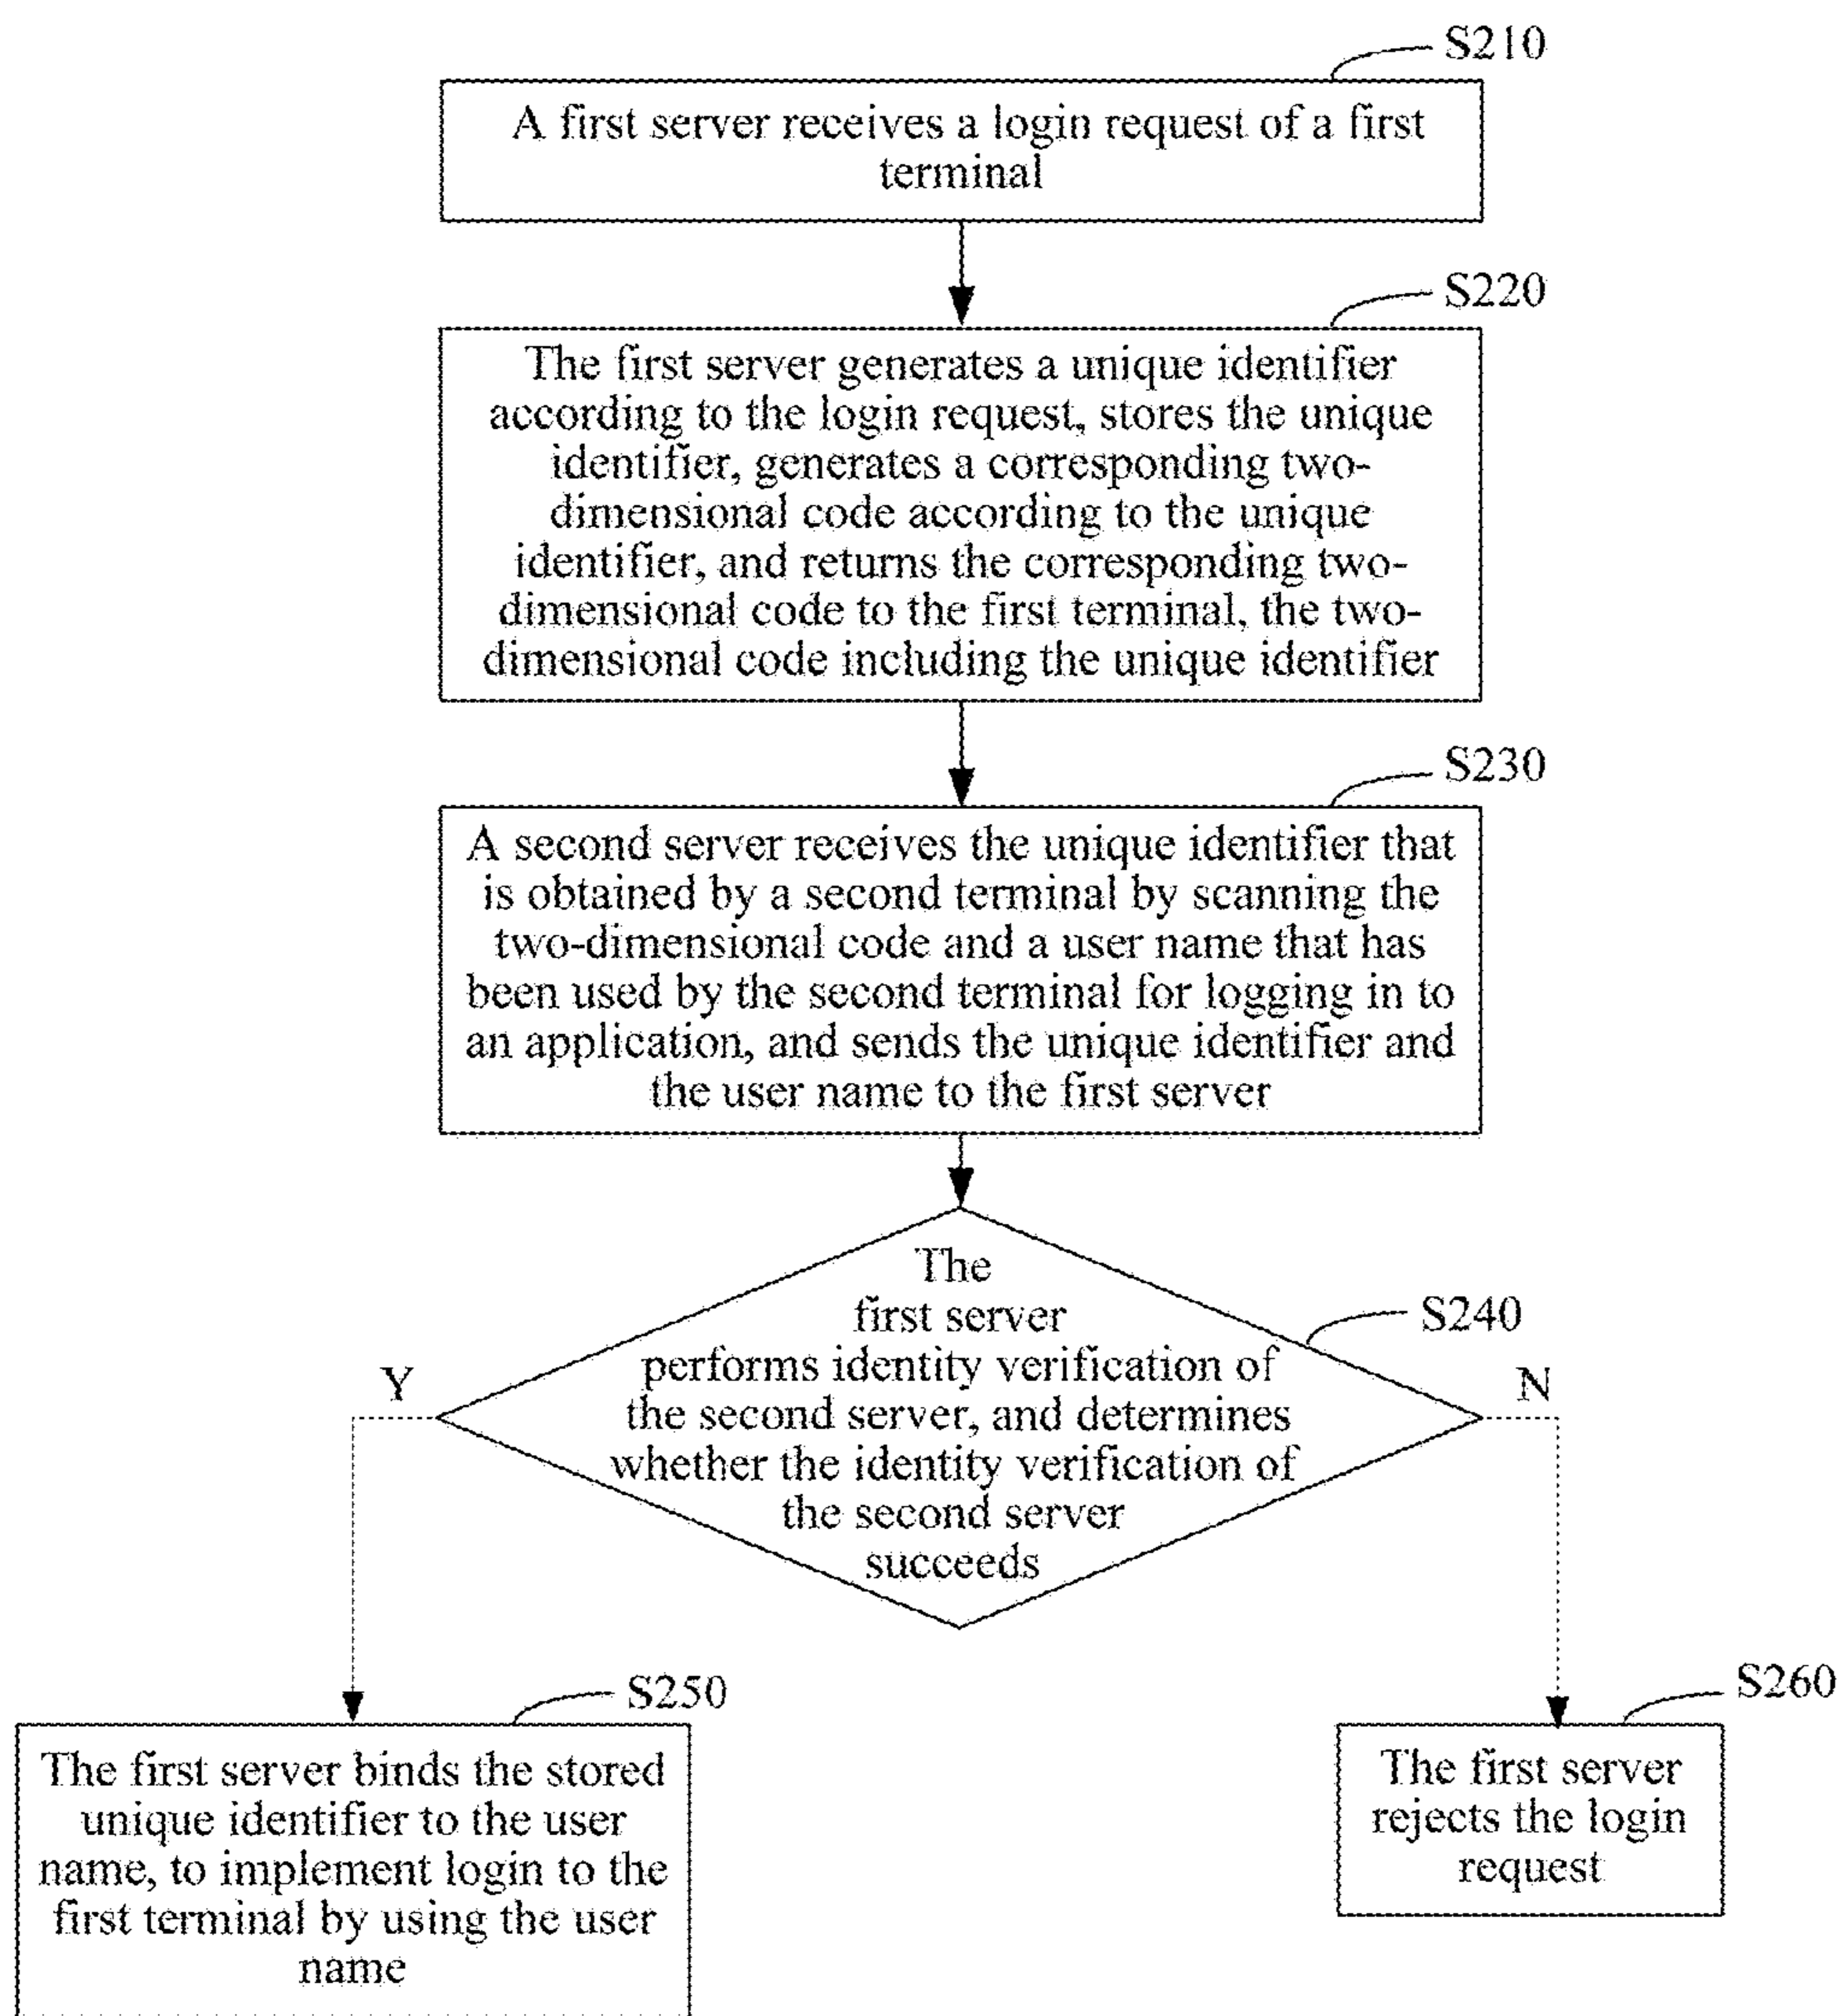 S210
A first server receives a login request of a first
terminal
S220
The first server generates a unique identifier
according to the login request, stores the unique
identifier, generates a corresponding two-
dimensional code according to the unique
identifier, and returns the corresponding two-
dimensional code to the first terminal, the two-
dimensional code including the unique identifier
S230
A second server receives the unique identifier that
is obtained by a second terminal by scanning the
two-dimensional code and a user name that has
been used by the second terminal for logging in to
an application, and sends the unique identifier and
the user name to the first server
The
first server
performs identity verification of
the second server, and determines
whether the identity verification of
the second server
succeeds
S240
Y
N
S250
The first server binds the stored
unique identifier to the user
name, to implement login to the
first terminal by using the user
name
S260
The first server
rejects the login
request